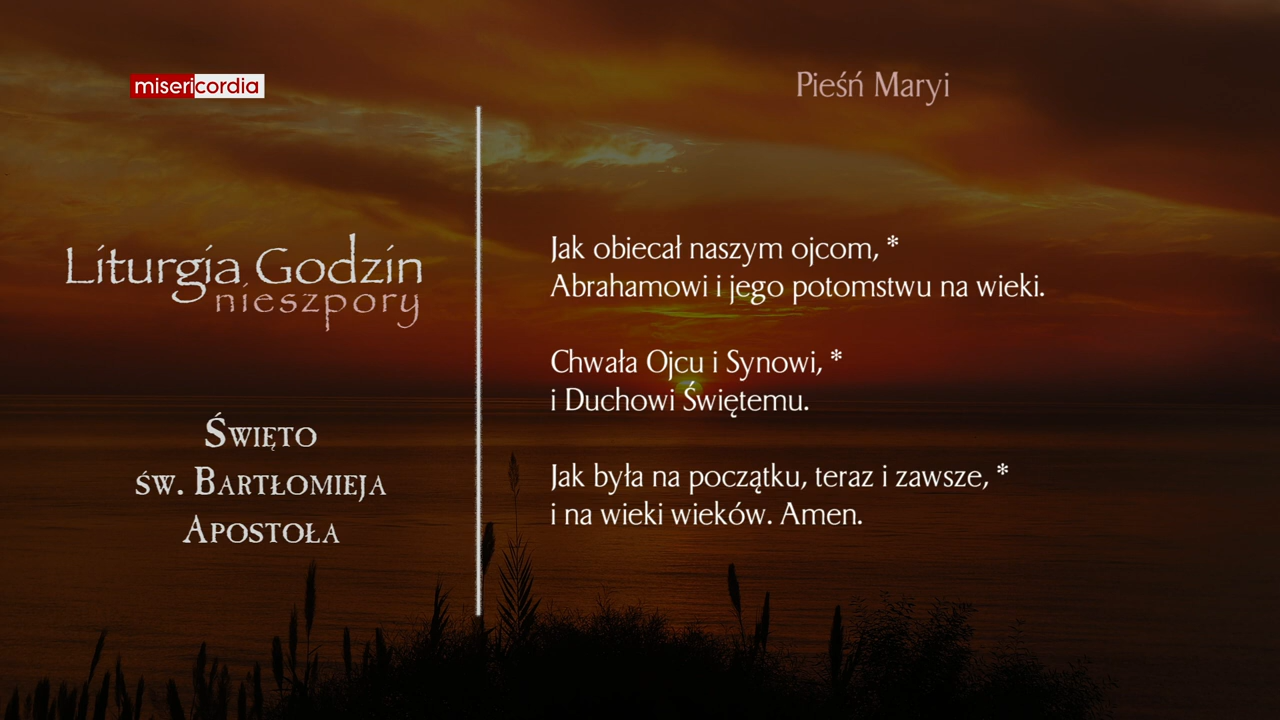 misericordia
Pieśń Maryi
Liturgia Godzin
nieszpory
Święto
św. Bartłomieja
Apostoła
Jak obiecał naszym ojcom, *
Abrahamowi i jego potomstwu na wieki.
Chwała Ojcu i Synowi, *
i Duchowi Świętemu.
Jak była na początku, teraz i zawsze, *
i na wieki wieków. Amen.